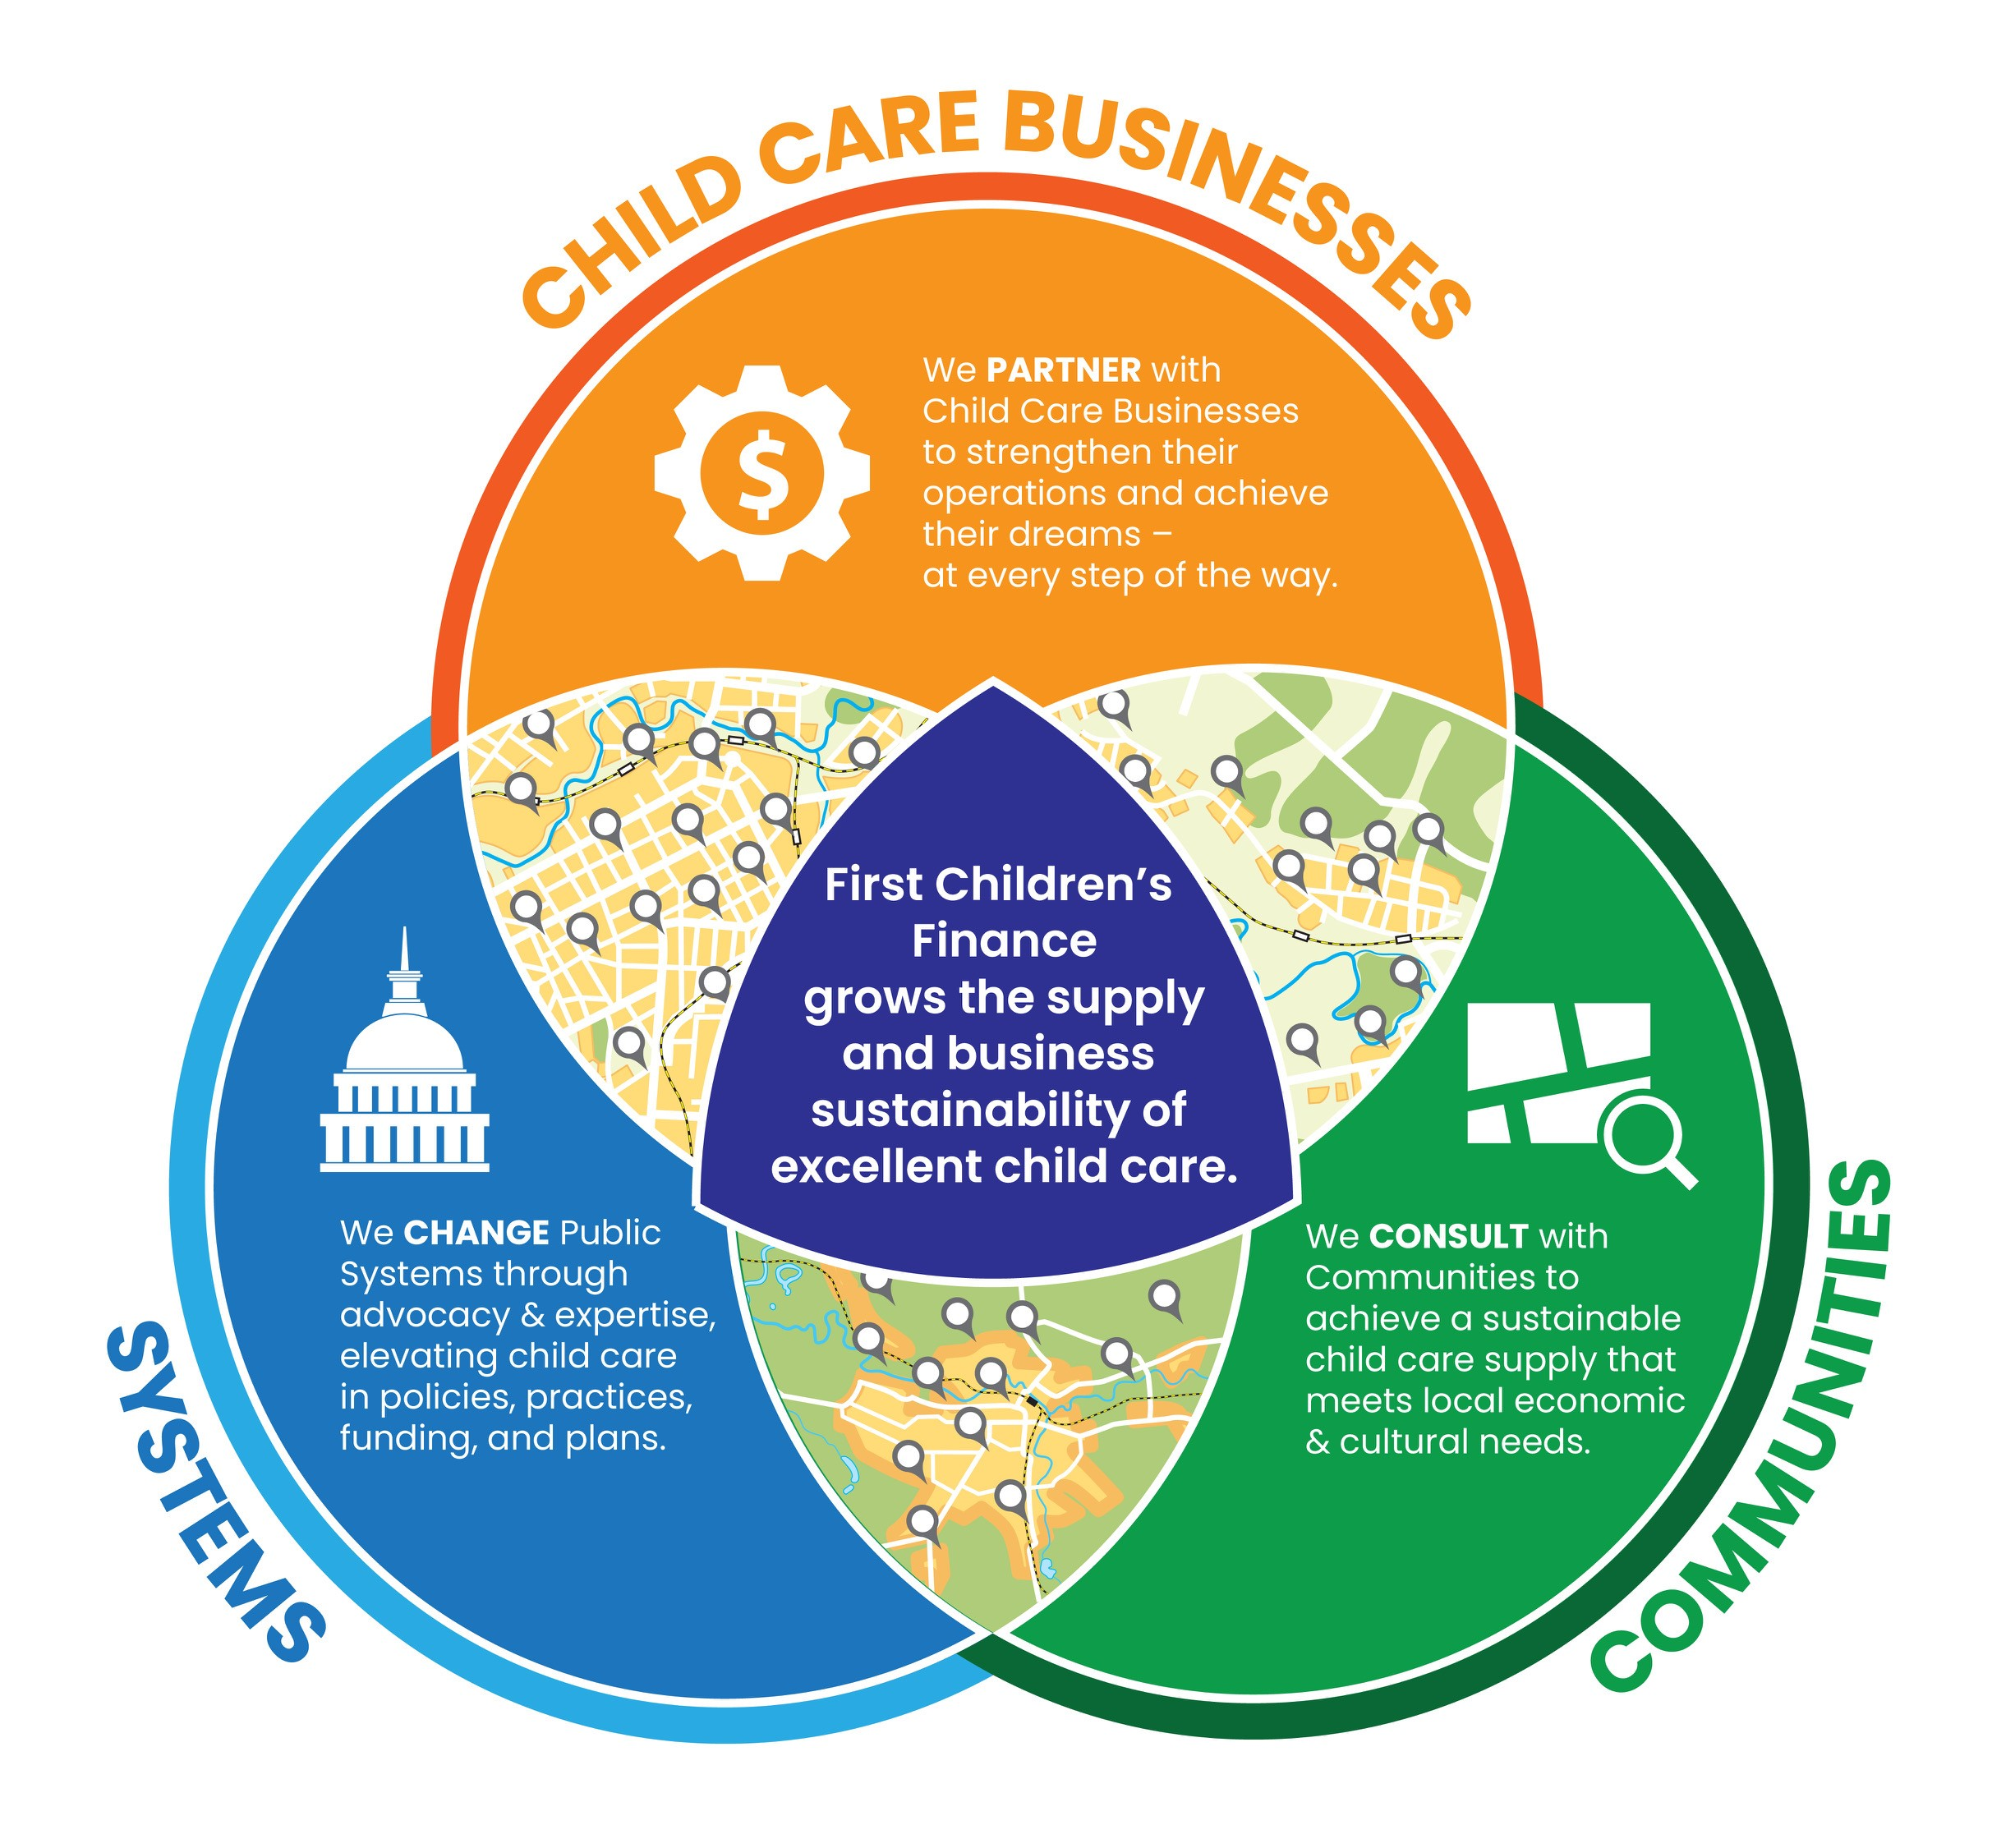 CHILD CARE BUSINESSES
$
We PARTNER with
Child Care Businesses
to strengthen their
operations and achieve
their dreams –
at every step of the way.
First Children’s
Finance
grows the supply
and business
sustainability of
excellent child care.
SYSTEMS
We CHANGE Public
Systems through
advocacy & expertise,
elevating child care
in policies, practices,
funding, and plans.
COMMUNITIES
We CONSULT with
Communities to
achieve a sustainable
child care supply that
meets local economic
& cultural needs.